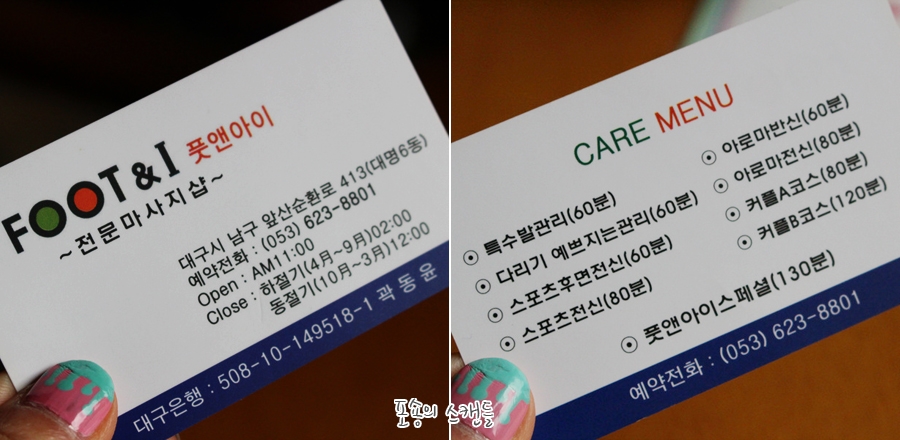 FOOT & I 풋앤아이
~전문마사지샵~
대구시 남구 앞산순환로 413(대명6동)
예약전화 : (053) 623-8801
Open : AM11:00
Close : 하절기(4月~9月)02:00
동절기(10月~3月)12:00
대구은행 : 508-10-149518-1 곽동윤
CARE MENU
특수발관리(60분)
다리기 예쁘지는관리(60분)
스포츠후면전신(60분)
스포츠전신(80분)
아로마반신(60분)
아로마전신(80분)
커플A코스(80분)
커플B코스(120분)
풋앤아이스페셜(130분)
예약전화 : (053) 623-8801
포송의 스캔들